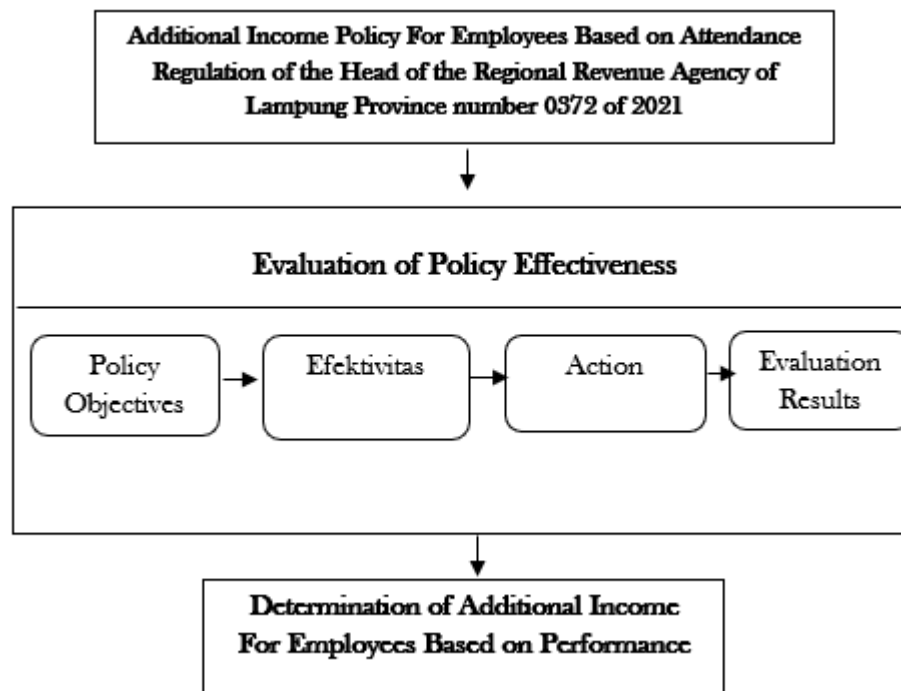 Additional Income Policy For Employees Based on Attendance
Regulation of the Head of the Regional Revenue Agency of
Lampung Province number 0372 of 2021
Evaluation of Policy Effectiveness
Policy
Objectives
Efektivitas
Action
Evaluation
Results
Determination of Additional Income
For Employees Based on Performance